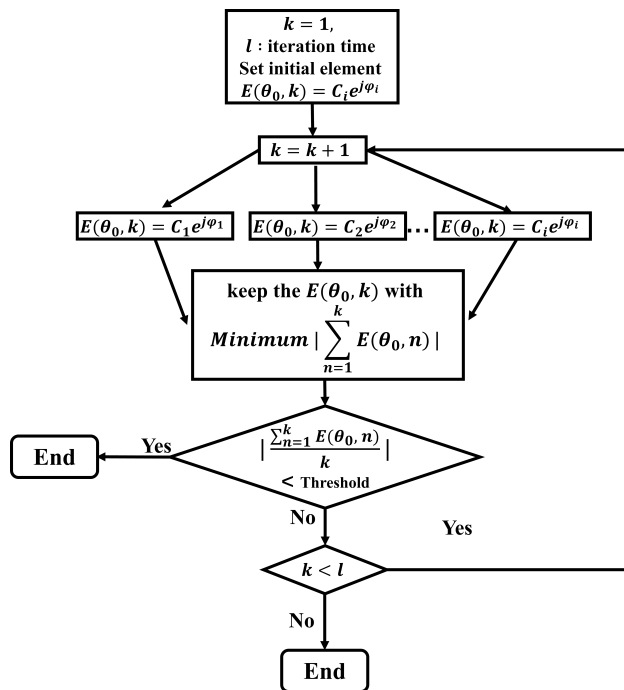 k = 1,
l : iteration time
Set initial element
E(θ₀, k) = Cᵢe^{jφᵢ}
k = k + 1
E(θ₀, k) = C₁e^{jφ₁} E(θ₀, k) = C₂e^{jφ₂} ... E(θ₀, k) = Cᵢe^{jφᵢ}
keep the E(θ₀, k) with
Minimum | ∑_{n=1}^{k} E(θ₀, n) |
Yes
End
| ∑_{n=1}^{k} E(θ₀, n) / k |
< Threshold
No
Yes
k < l
No
End